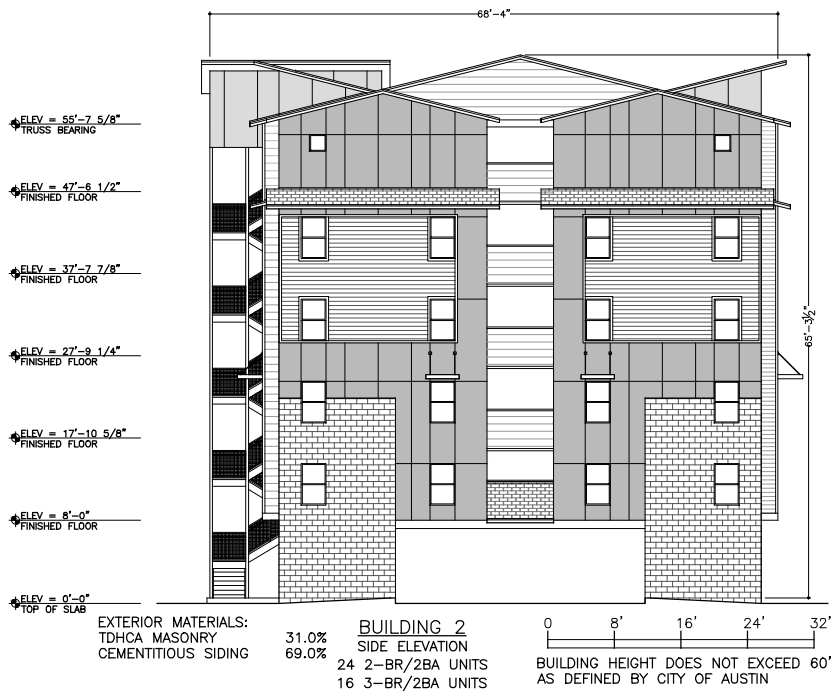 68'-4"
ELEV = 55'-7 5/8"
TRUSS BEARING
ELEV = 47'-6 1/2"
FINISHED FLOOR
ELEV = 37'-7 7/8"
FINISHED FLOOR
65'-3½"
ELEV = 27'-9 1/4"
FINISHED FLOOR
ELEV = 17'-10 5/8"
FINISHED FLOOR
ELEV = 8'-0"
FINISHED FLOOR
ELEV = 0'-0"
TOP OF SLAB
EXTERIOR MATERIALS:
TDHCA MASONRY 31.0%
CEMENTITIOUS SIDING 69.0%
BUILDING 2
SIDE ELEVATION
24 2-BR/2BA UNITS
16 3-BR/2BA UNITS
0 8' 16' 24' 32'
BUILDING HEIGHT DOES NOT EXCEED 60'
AS DEFINED BY CITY OF AUSTIN